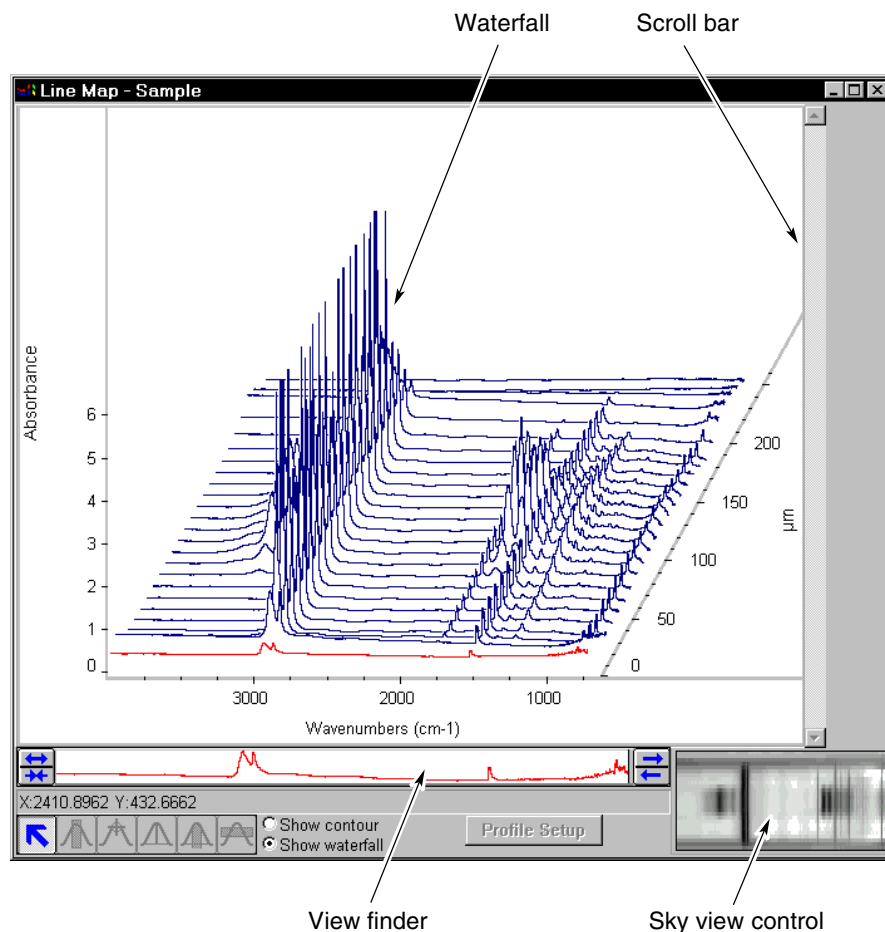 Waterfall Scroll bar
Line Map - Sample
Absorbance
6
5
4
3
2
1
0
200
150
100
50
0
µm
3000 2000 1000
Wavenumbers (cm-1)
X:2410.8962 Y:432.6662
Show contour
Show waterfall
Profile Setup
View finder Sky view control